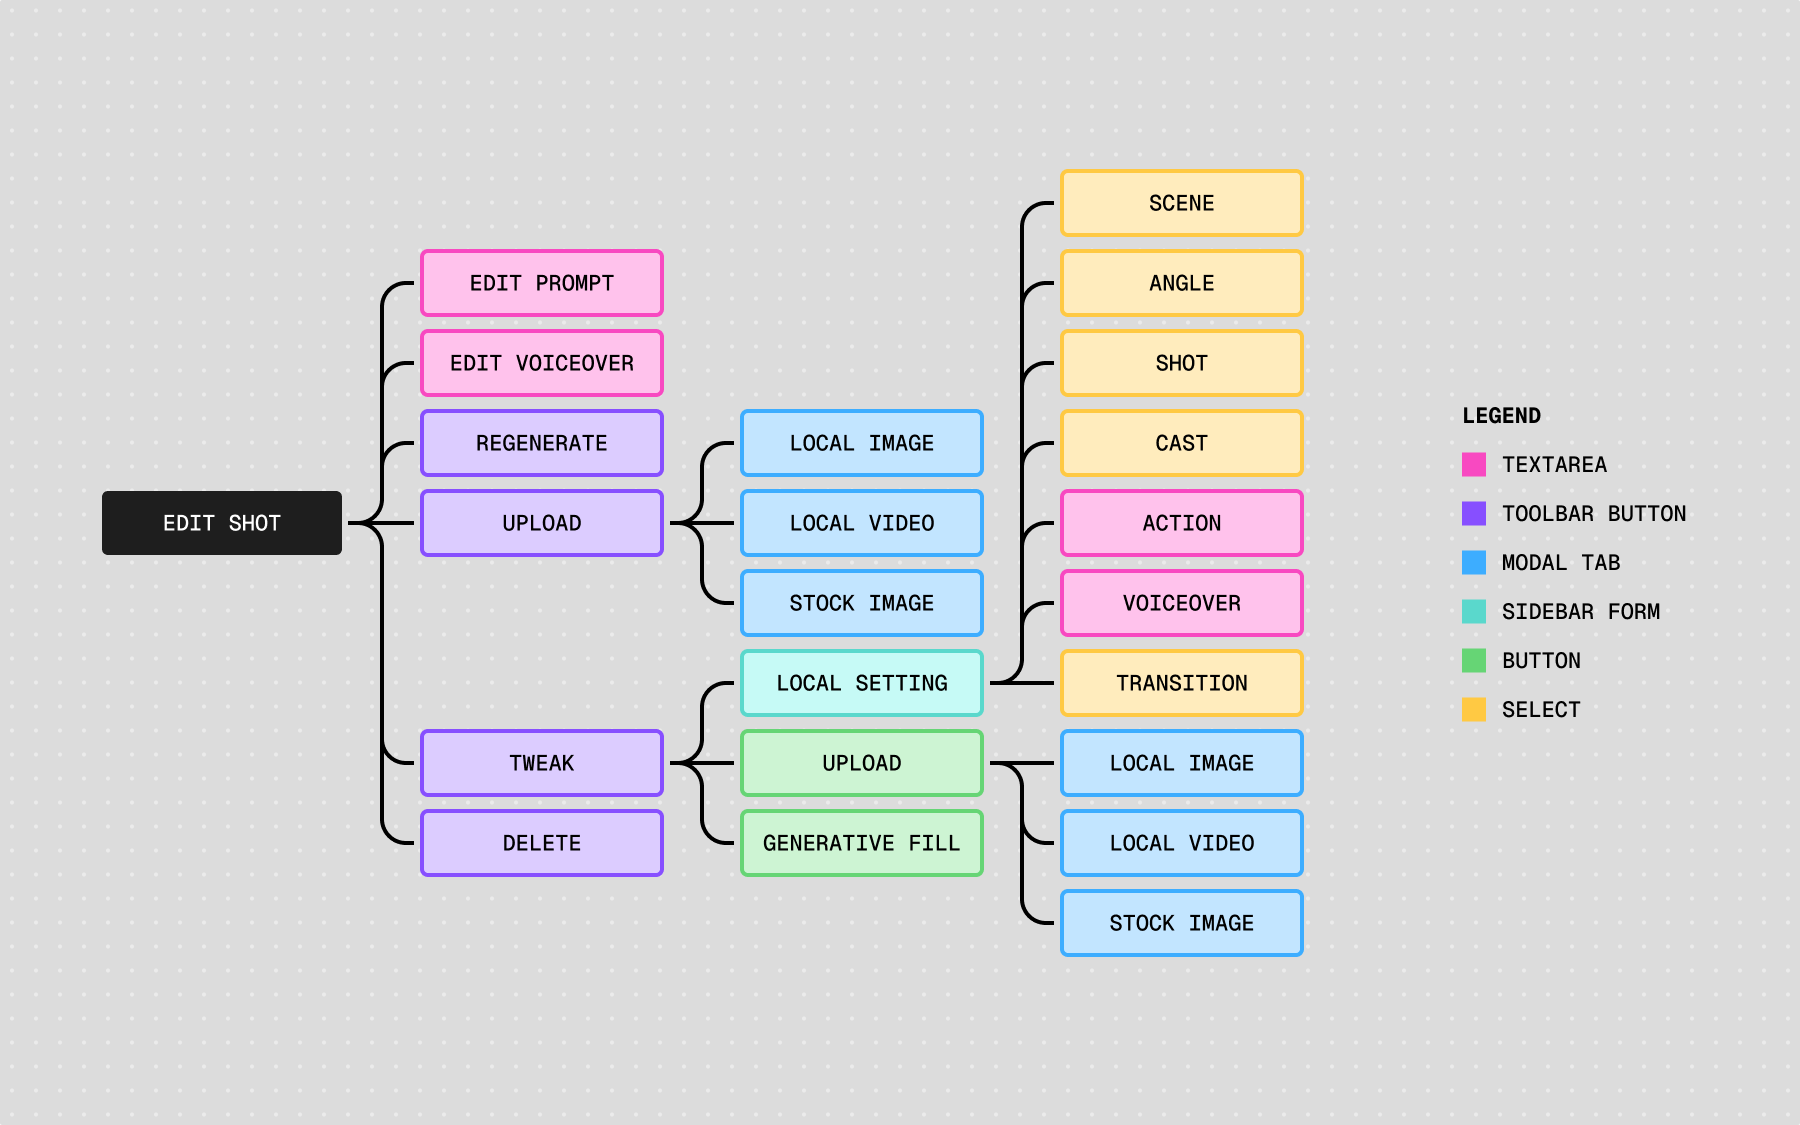 EDIT SHOT
EDIT PROMPT
EDIT VOICEOVER
REGENERATE
UPLOAD
TWEAK
DELETE
LOCAL IMAGE
LOCAL VIDEO
STOCK IMAGE
LOCAL SETTING
UPLOAD
GENERATIVE FILL
SCENE
ANGLE
SHOT
CAST
ACTION
VOICEOVER
TRANSITION
LOCAL IMAGE
LOCAL VIDEO
STOCK IMAGE
LEGEND
TEXTAREA
TOOLBAR BUTTON
MODAL TAB
SIDEBAR FORM
BUTTON
SELECT